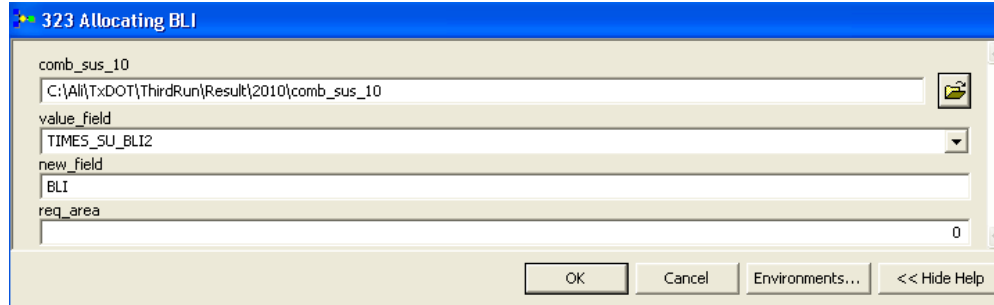 323 Allocating BLI
comb_sus_10
C:\Ali\TxDOT\ThirdRun\Result\2010\comb_sus_10
value_field
TIMES_SU_BLI2
new_field
BLI
req_area
0
OK Cancel Environments... << Hide Help